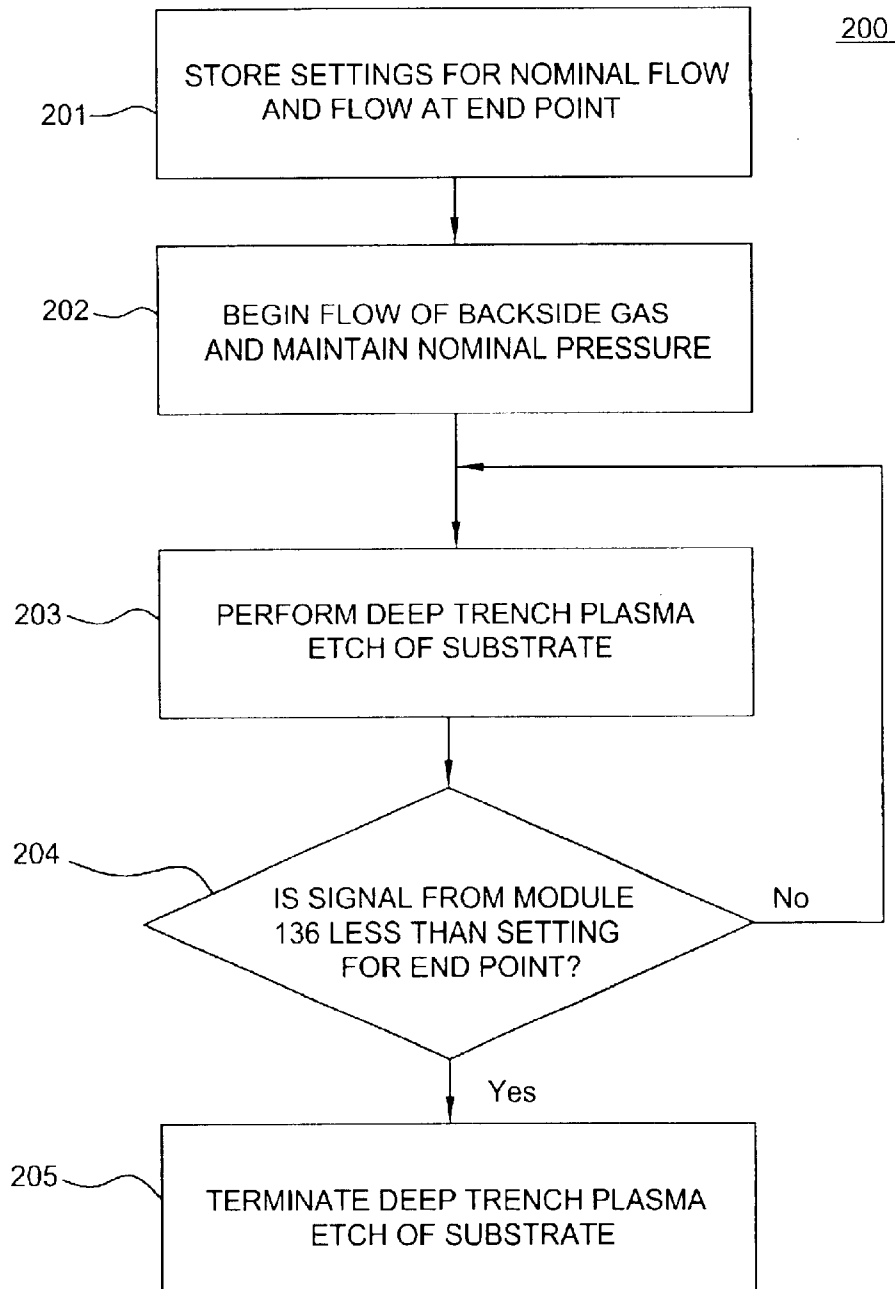 200
STORE SETTINGS FOR NOMINAL FLOW
AND FLOW AT END POINT
201
202
BEGIN FLOW OF BACKSIDE GAS
AND MAINTAIN NOMINAL PRESSURE
203
PERFORM DEEP TRENCH PLASMA
ETCH OF SUBSTRATE
204
IS SIGNAL FROM MODULE
136 LESS THAN SETTING
FOR END POINT?
No
Yes
205
TERMINATE DEEP TRENCH PLASMA
ETCH OF SUBSTRATE